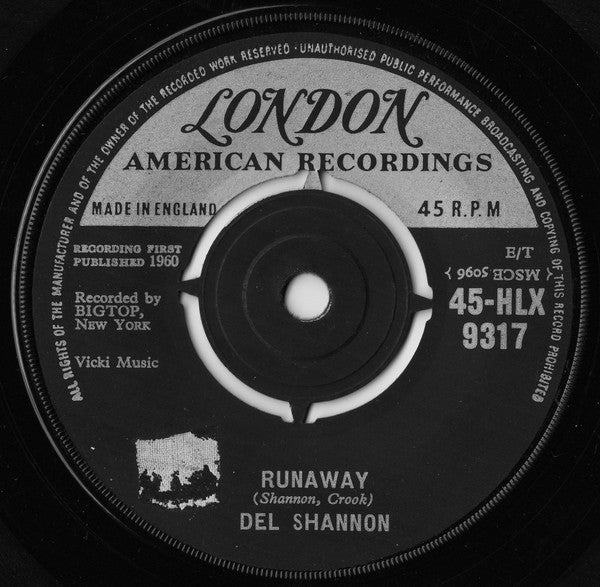 ALL RIGHTS OF THE MANUFACTURER AND OF THE OWNER OF THE RECORDED WORK RESERVED · UNAUTHORISED PUBLIC PERFORMANCE BROADCASTING AND COPYING OF THIS RECORD PROHIBITED
LONDON
AMERICAN RECORDINGS
MADE IN ENGLAND
45 R.P.M
RECORDING FIRST
PUBLISHED 1960
E/T
{ MSCE 5096 }
Recorded by
BIGTOP,
NEW YORK
45-HLX
9317
Vicki Music
RUNAWAY
(Shannon, Crook)
DEL SHANNON